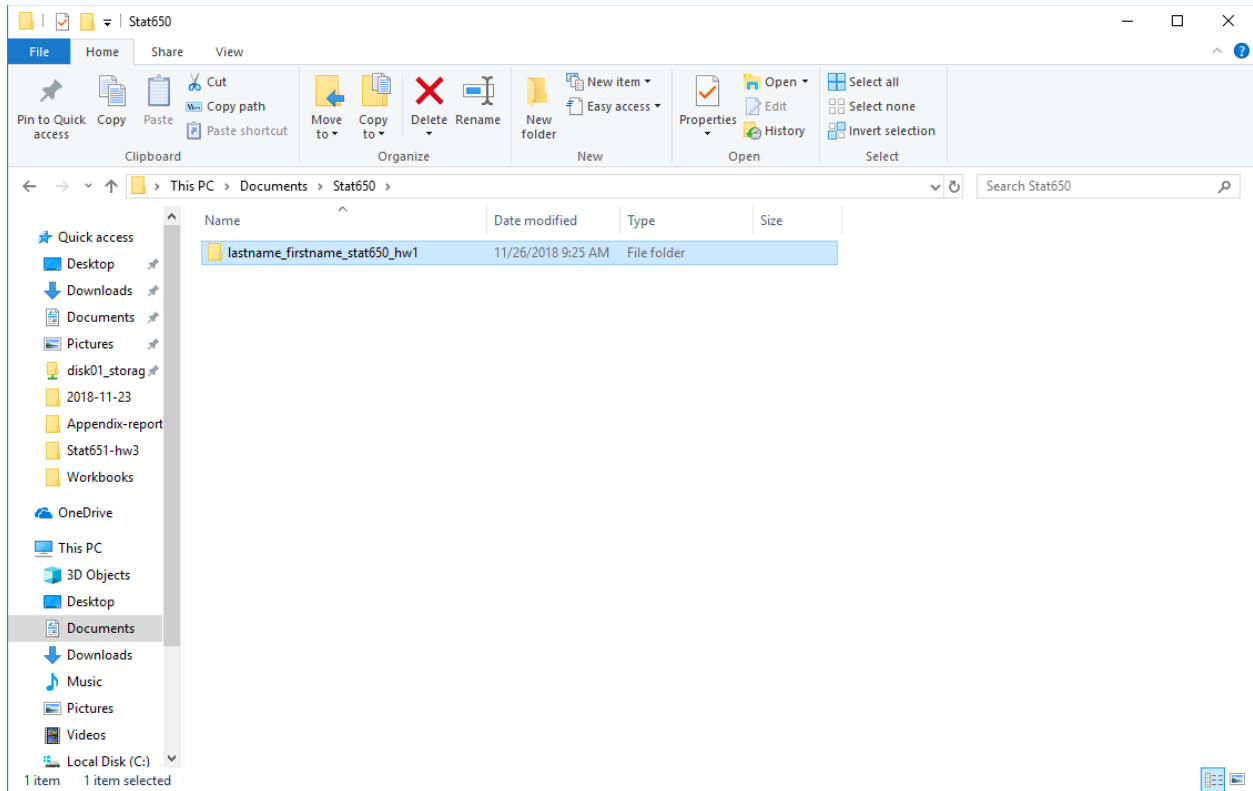 Stat650
File Home Share View
Pin to Quick access
Copy
Paste
Cut
Copy path
Paste shortcut
Move to
Copy to
Delete
Rename
New folder
New item
Easy access
Properties
Open
Edit
History
Select all
Select none
Invert selection
Clipboard Organize New Open Select
This PC > Documents > Stat650 >
Search Stat650
Name Date modified Type Size
lastname_firstname_stat650_hw1 11/26/2018 9:25 AM File folder
Quick access
Desktop
Downloads
Documents
Pictures
disk01_storag
2018-11-23
Appendix-report
Stat651-hw3
Workbooks
OneDrive
This PC
3D Objects
Desktop
Documents
Downloads
Music
Pictures
Videos
Local Disk (C:)
1 item 1 item selected